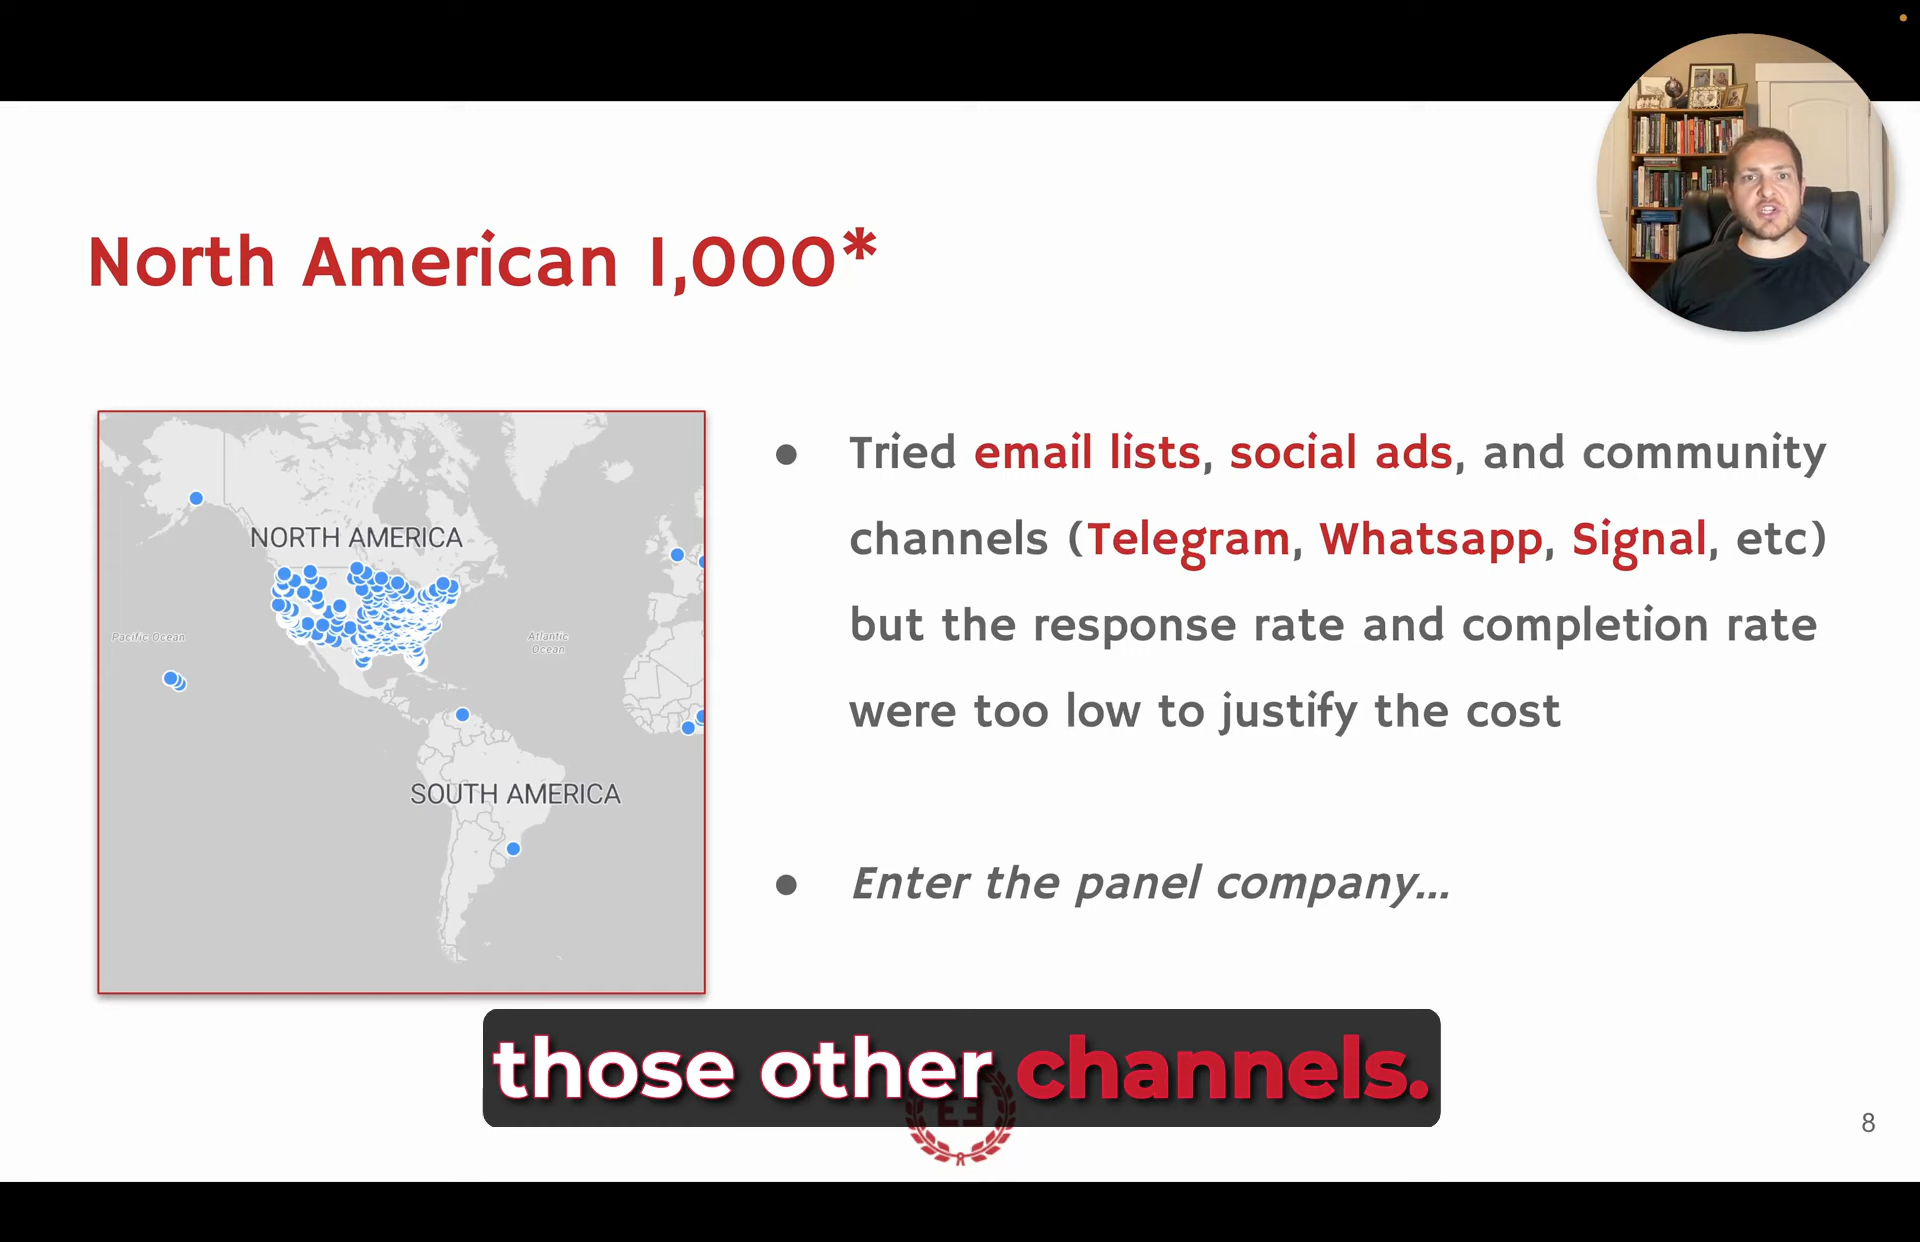 North American 1,000*
NORTH AMERICA
Pacific Ocean
Atlantic
Ocean
SOUTH AMERICA
● Tried email lists, social ads, and community
channels (Telegram, Whatsapp, Signal, etc)
but the response rate and completion rate
were too low to justify the cost
● Enter the panel company...
those other channels.
8